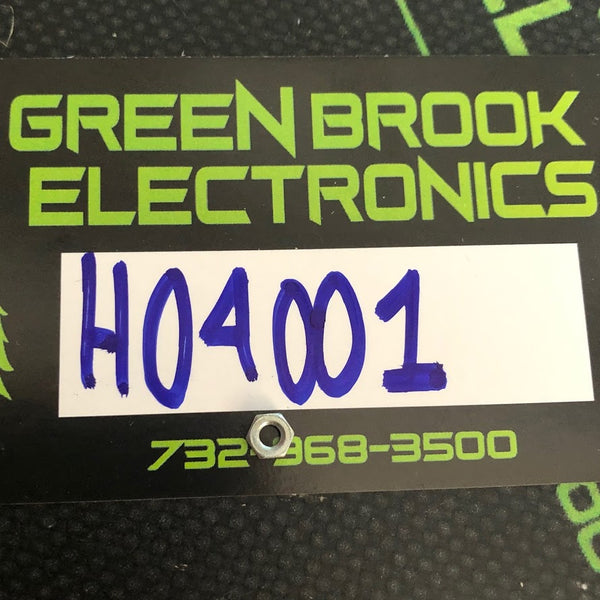 GREEN BROOK
ELECTRONICS
H04001
732-968-3500